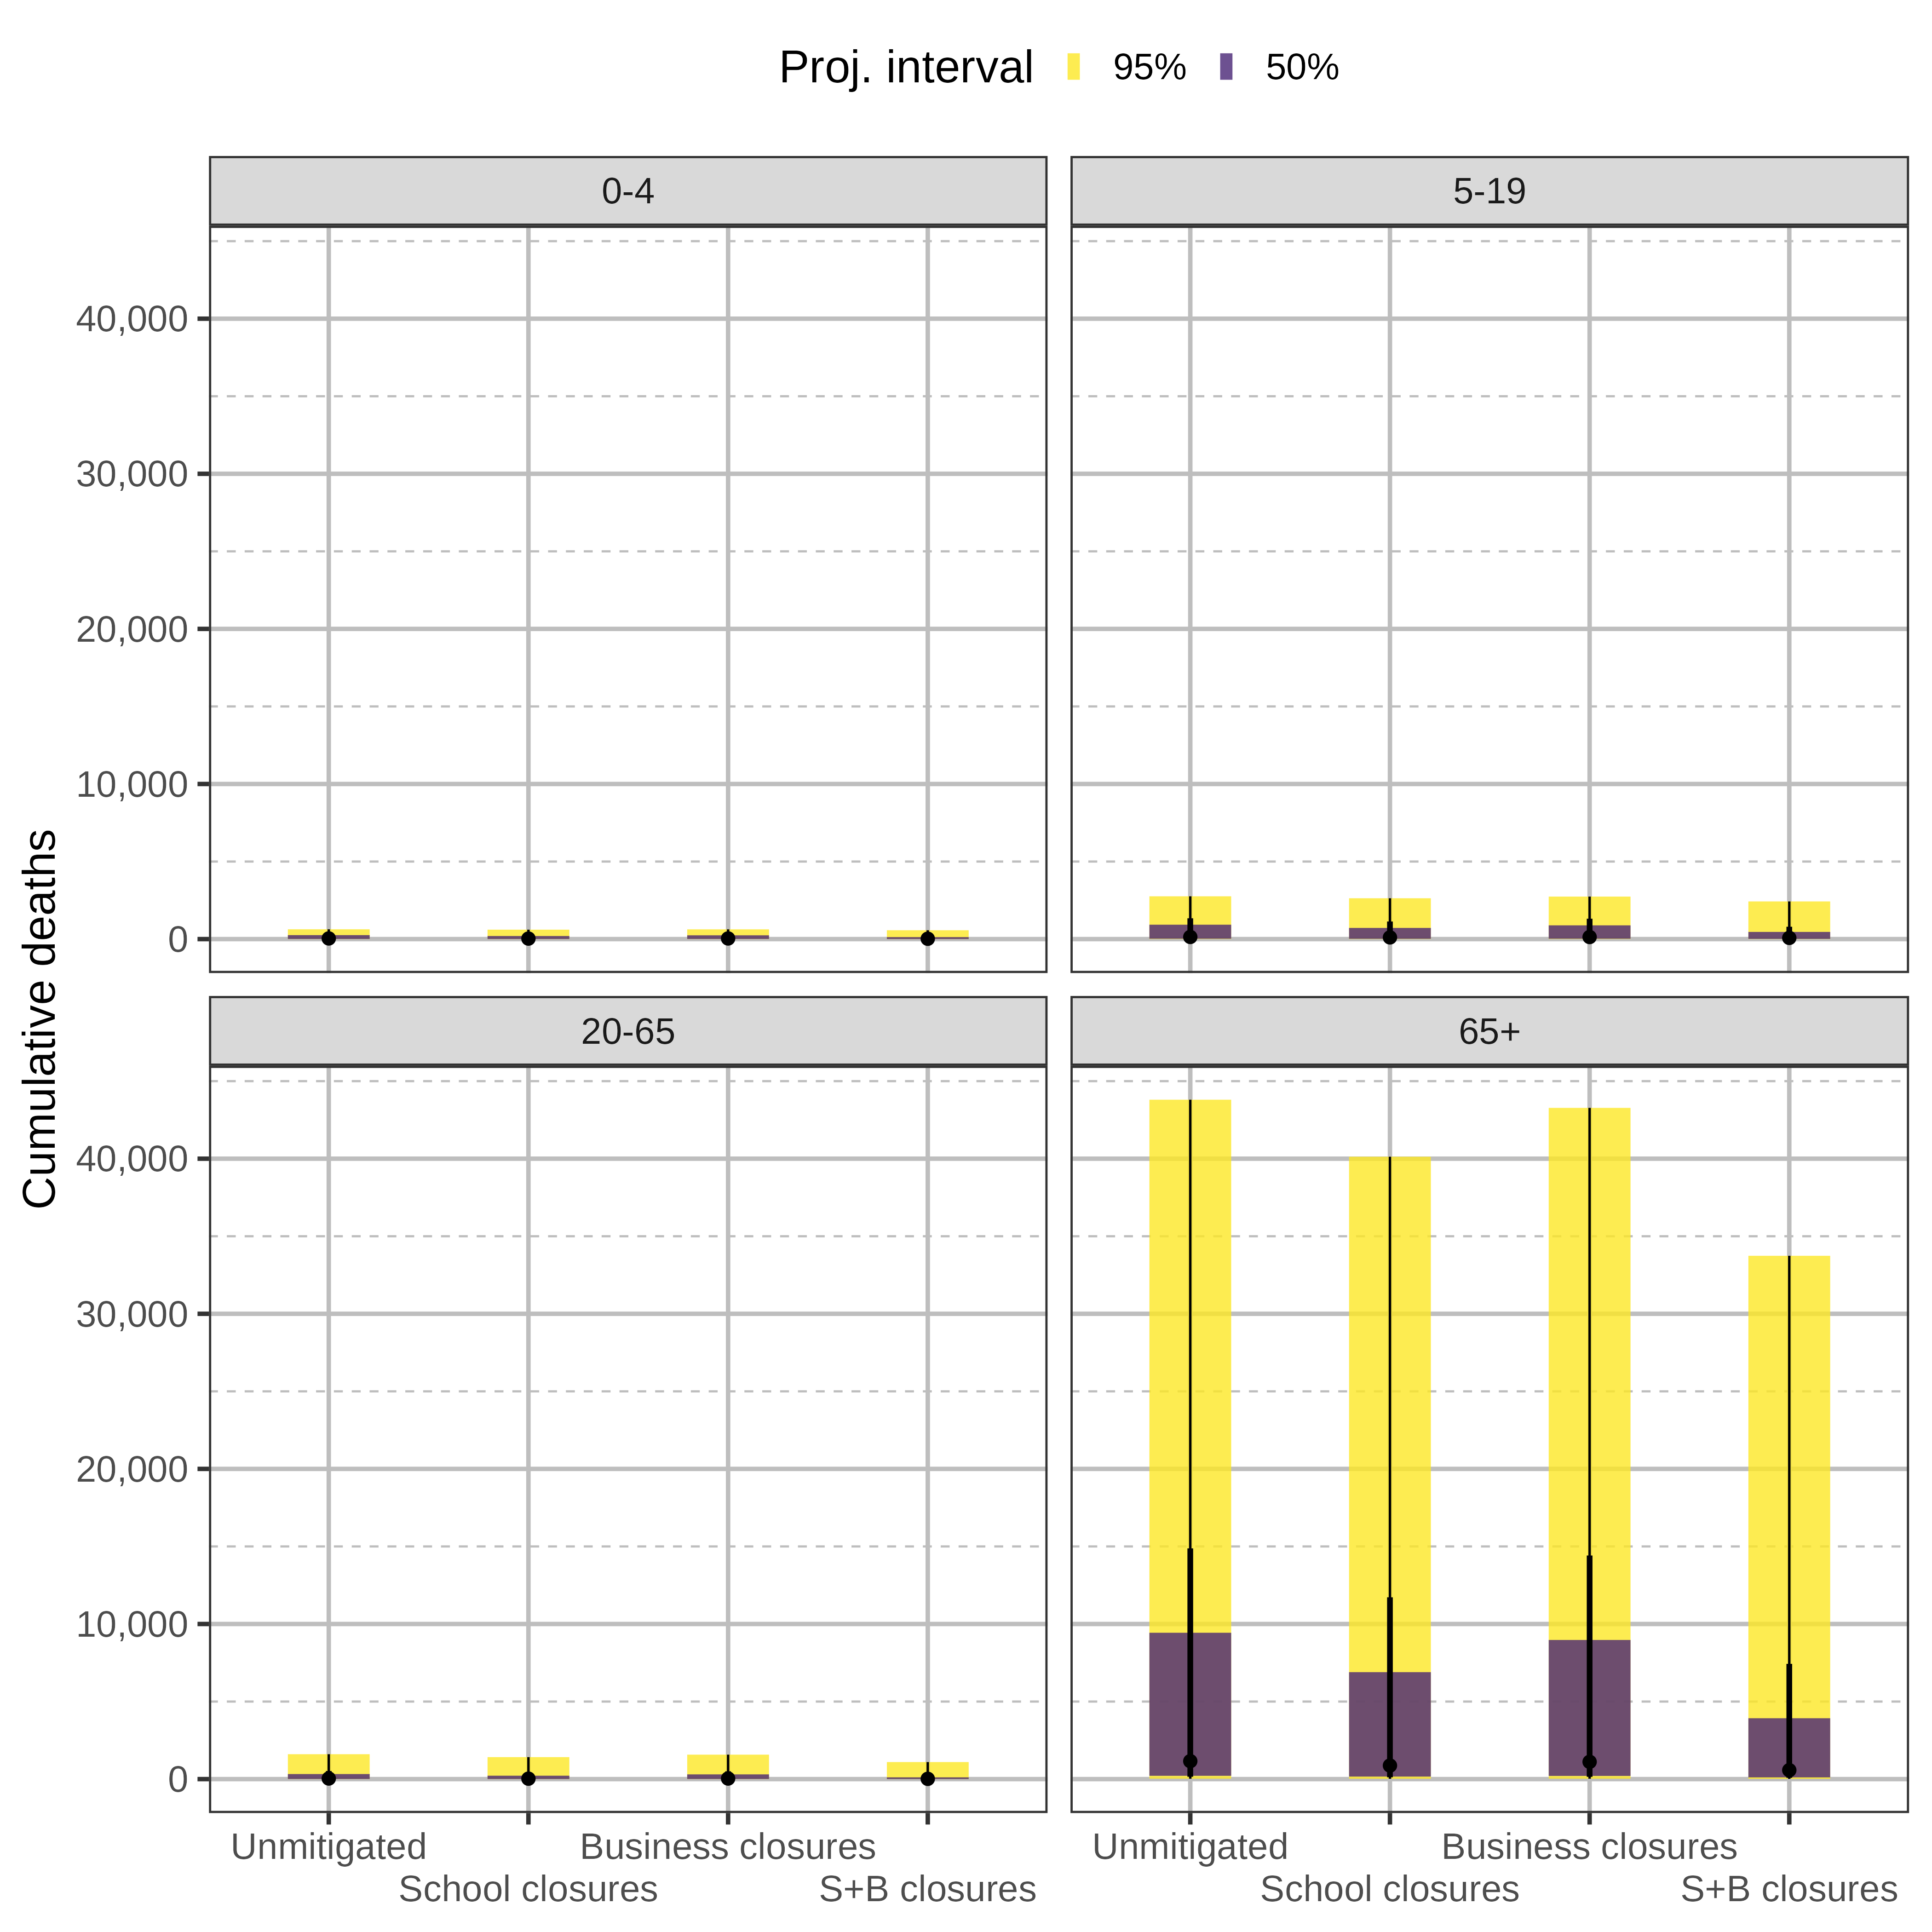 Proj. interval 95% 50%
0-4
5-19
40,000
30,000
20,000
10,000
0
Cumulative deaths
20-65
65+
40,000
30,000
20,000
10,000
0
Unmitigated Business closures
School closures S+B closures
Unmitigated Business closures
School closures S+B closures